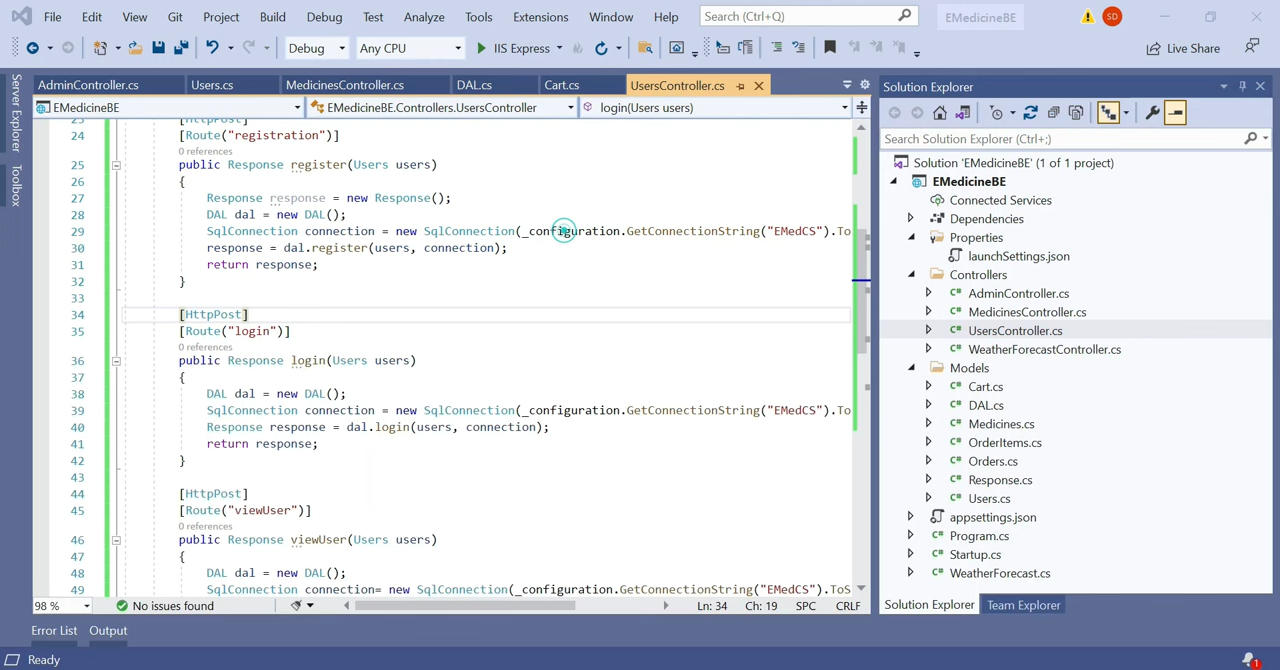 File Edit View Git Project Build Debug Test Analyze Tools Extensions Window Help Search (Ctrl+Q) EMedicineBE SD
Debug Any CPU IIS Express Live Share
AdminController.cs Users.cs MedicinesController.cs DAL.cs Cart.cs UsersController.cs
EMedicineBE EMedicineBE.Controllers.UsersController login(Users users)
23 [HttpPost]
24 [Route("registration")]
0 references
25 public Response register(Users users)
26 {
27 Response response = new Response();
28 DAL dal = new DAL();
29 SqlConnection connection = new SqlConnection(_configuration.GetConnectionString("EMedCS").To
30 response = dal.register(users, connection);
31 return response;
32 }
33
34 [HttpPost]
35 [Route("login")]
0 references
36 public Response login(Users users)
37 {
38 DAL dal = new DAL();
39 SqlConnection connection = new SqlConnection(_configuration.GetConnectionString("EMedCS").To
40 Response response = dal.login(users, connection);
41 return response;
42 }
43
44 [HttpPost]
45 [Route("viewUser")]
0 references
46 public Response viewUser(Users users)
47 {
48 DAL dal = new DAL();
49 SqlConnection connection= new SqlConnection(_configuration.GetConnectionString("EMedCS").ToS
98 % No issues found Ln: 34 Ch: 19 SPC CRLF
Server Explorer
Toolbox
Solution Explorer
Search Solution Explorer (Ctrl+;)
Solution 'EMedicineBE' (1 of 1 project)
EMedicineBE
Connected Services
Dependencies
Properties
launchSettings.json
Controllers
AdminController.cs
MedicinesController.cs
UsersController.cs
WeatherForecastController.cs
Models
Cart.cs
DAL.cs
Medicines.cs
OrderItems.cs
Orders.cs
Response.cs
Users.cs
appsettings.json
Program.cs
Startup.cs
WeatherForecast.cs
Solution Explorer Team Explorer
Error List Output
Ready 1